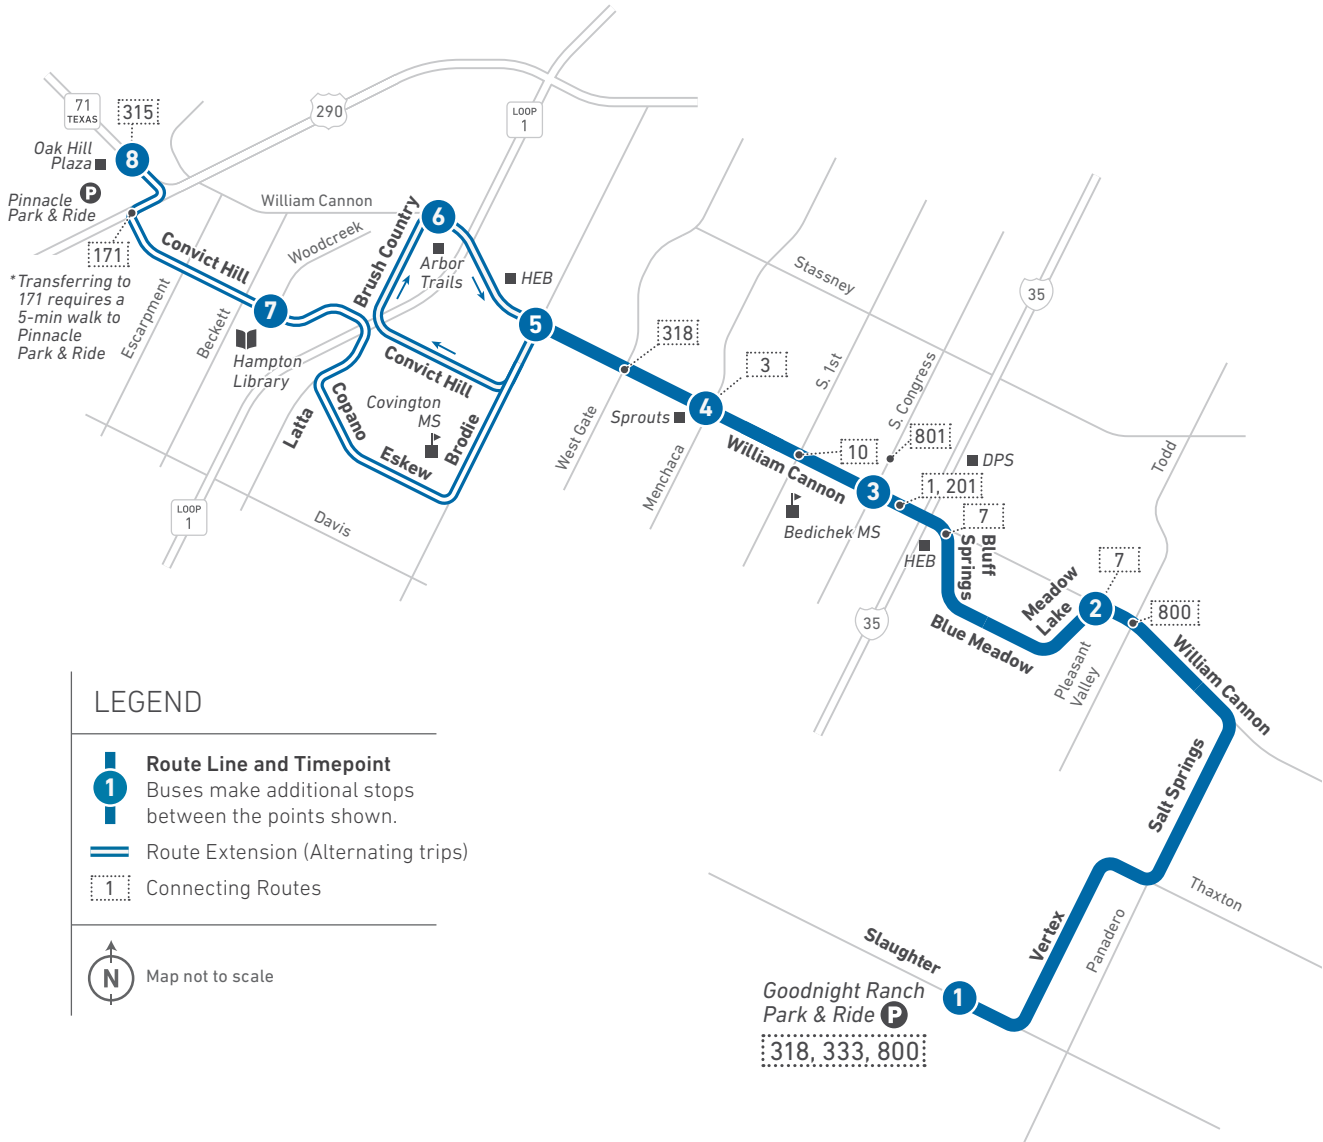 71
TEXAS
315
290
LOOP
1
Oak Hill
Plaza
8
Pinnacle P
Park & Ride
171
*Transferring to
171 requires a
5-min walk to
Pinnacle
Park & Ride
William Cannon
Woodcreek
Convict Hill
Escarpment
Beckett
7
Hampton
Library
Brush Country
6
Arbor
Trails
HEB
5
Convict Hill
Covington
MS
Latta
Copano
Eskew
Brodie
LOOP
1
Davis
318
West Gate
Sprouts
4
3
Menchaca
Stassney
S. 1st
S. Congress
35
William Cannon
10
801
3
1, 201
DPS
Bedichek MS
HEB
7
Bluff
Springs
35
Blue Meadow
Meadow
Lake
7
2
800
Todd
Pleasant
Valley
William Cannon
Salt Springs
Thaxton
Panadero
Vertex
Slaughter
1
Goodnight Ranch
Park & Ride P
318, 333, 800
LEGEND
Route Line and Timepoint
1 Buses make additional stops
between the points shown.
Route Extension (Alternating trips)
1 Connecting Routes
N Map not to scale